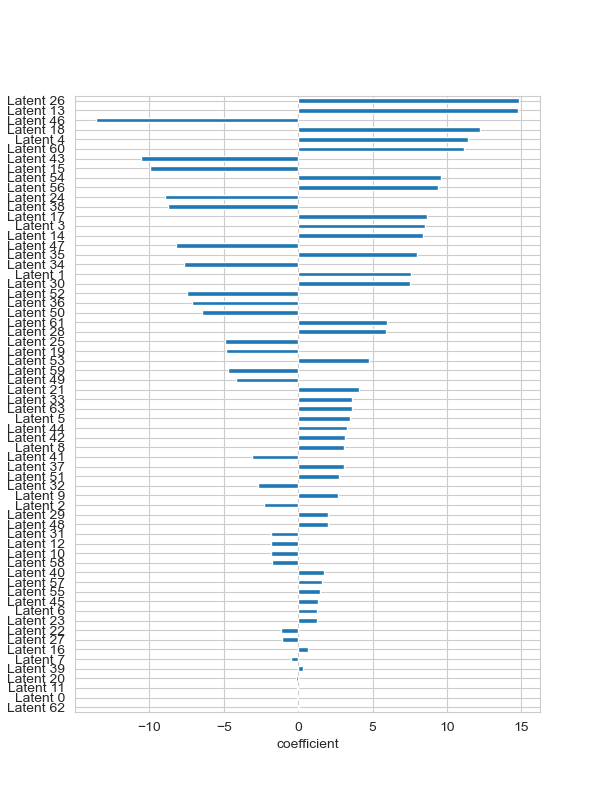 Latent 26
Latent 13
Latent 46
Latent 18
Latent 4
Latent 60
Latent 43
Latent 15
Latent 54
Latent 56
Latent 24
Latent 38
Latent 17
Latent 3
Latent 14
Latent 47
Latent 35
Latent 34
Latent 1
Latent 30
Latent 52
Latent 36
Latent 50
Latent 61
Latent 28
Latent 25
Latent 19
Latent 53
Latent 59
Latent 49
Latent 21
Latent 33
Latent 63
Latent 5
Latent 44
Latent 42
Latent 8
Latent 41
Latent 37
Latent 51
Latent 32
Latent 9
Latent 2
Latent 29
Latent 48
Latent 31
Latent 12
Latent 10
Latent 58
Latent 40
Latent 57
Latent 55
Latent 45
Latent 6
Latent 23
Latent 22
Latent 27
Latent 16
Latent 7
Latent 39
Latent 20
Latent 11
Latent 0
Latent 62
−10 −5 0 5 10 15
coefficient